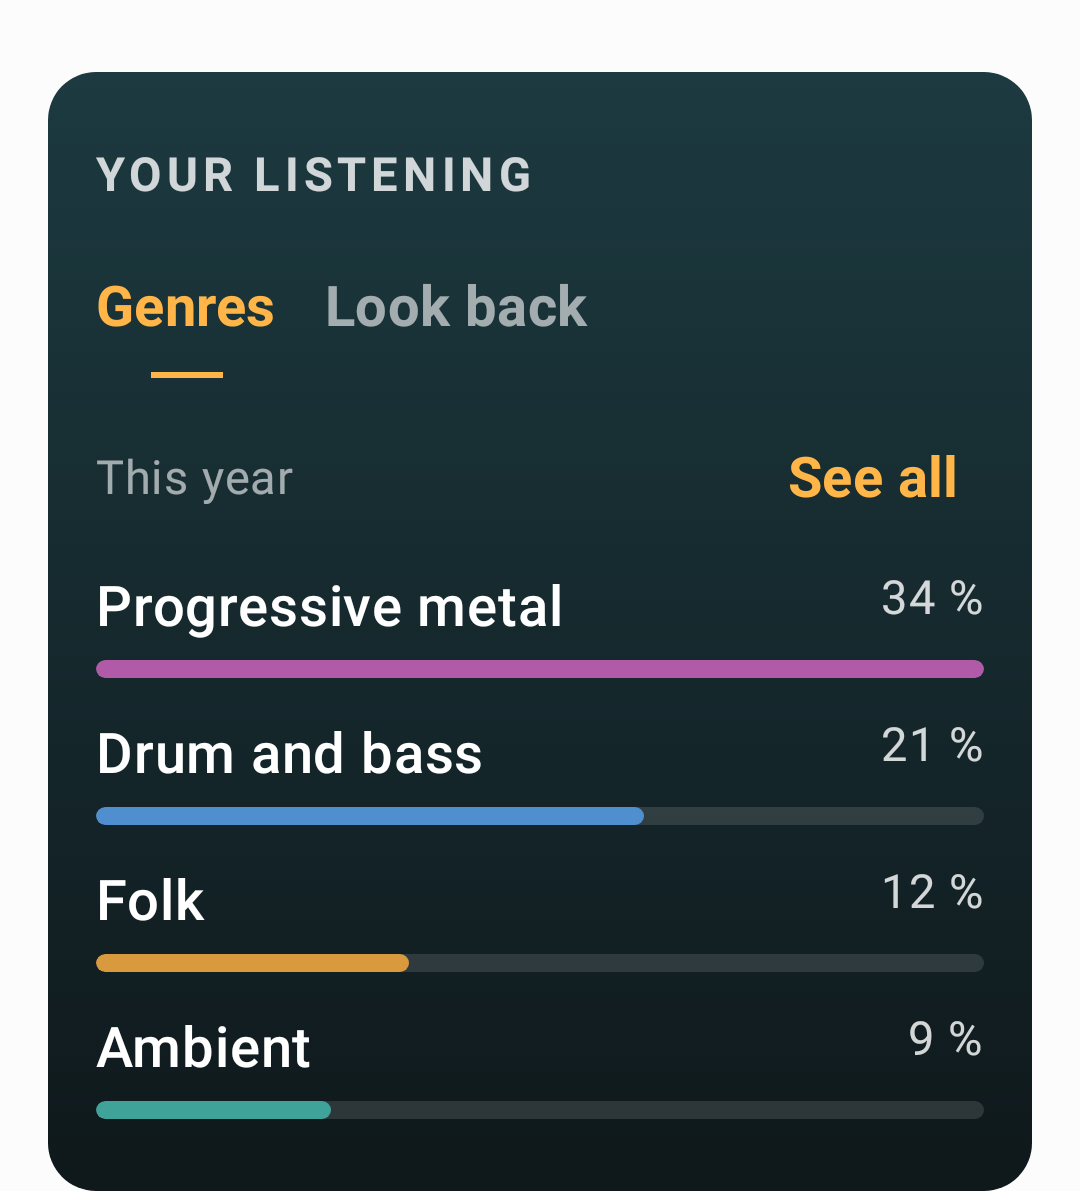 YOUR LISTENING
Genres Look back
This year See all
Progressive metal 34 %
Drum and bass 21 %
Folk 12 %
Ambient 9 %